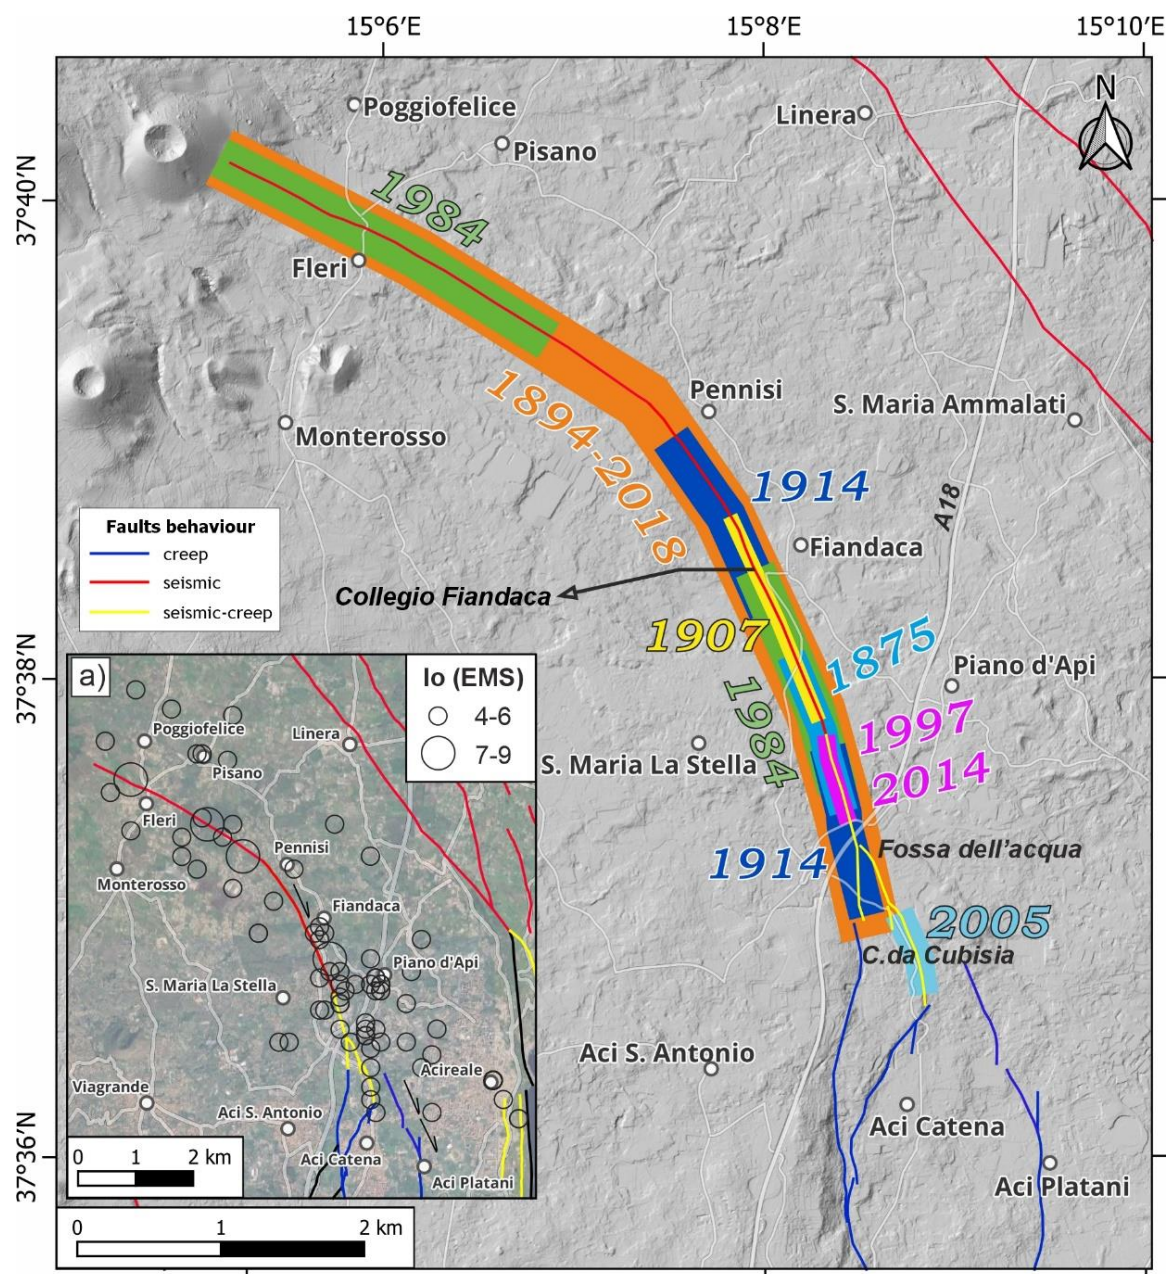 15°6′E
15°8′E
15°10′E
N
37°40′N
37°38′N
37°36′N
Poggiofelice
Pisano
Linera
1984
Fleri
Pennisi
S. Maria Ammalati
Monterosso
1894-2018
1914
A18
Fiandaca
Collegio Fiandaca
1907
1875
Piano d'Api
1984
1997
2014
S. Maria La Stella
1914
Fossa dell’acqua
2005
C.da Cubisia
Aci S. Antonio
Aci Catena
Aci Platani
Faults behaviour
creep
seismic
seismic-creep
a)
Io (EMS)
4-6
7-9
Poggiofelice
Linera
Pisano
Fleri
Pennisi
Monterosso
Fiandaca
Piano d'Api
S. Maria La Stella
Acireale
Viagrande
Aci S. Antonio
Aci Catena
Aci Platani
0 1 2 km
0 1 2 km